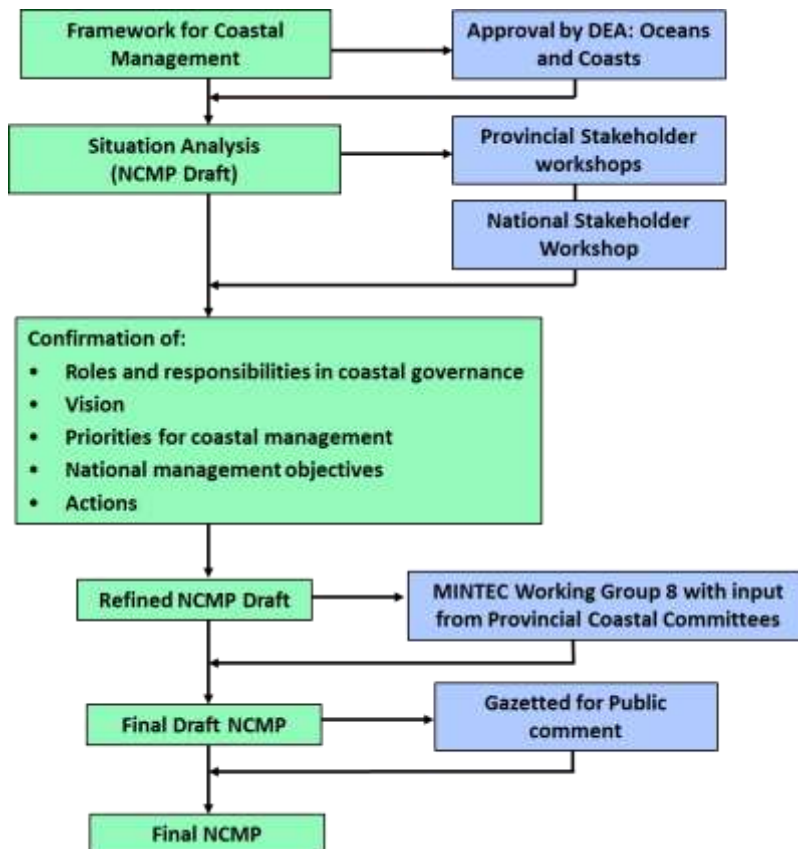 Framework for Coastal
Management
Approval by DEA: Oceans
and Coasts
Situation Analysis
(NCMP Draft)
Provincial Stakeholder
workshops
National Stakeholder
Workshop
Confirmation of:
• Roles and responsibilities in coastal governance
• Vision
• Priorities for coastal management
• National management objectives
• Actions
Refined NCMP Draft
MINTEC Working Group 8 with input
from Provincial Coastal Committees
Final Draft NCMP
Gazetted for Public
comment
Final NCMP